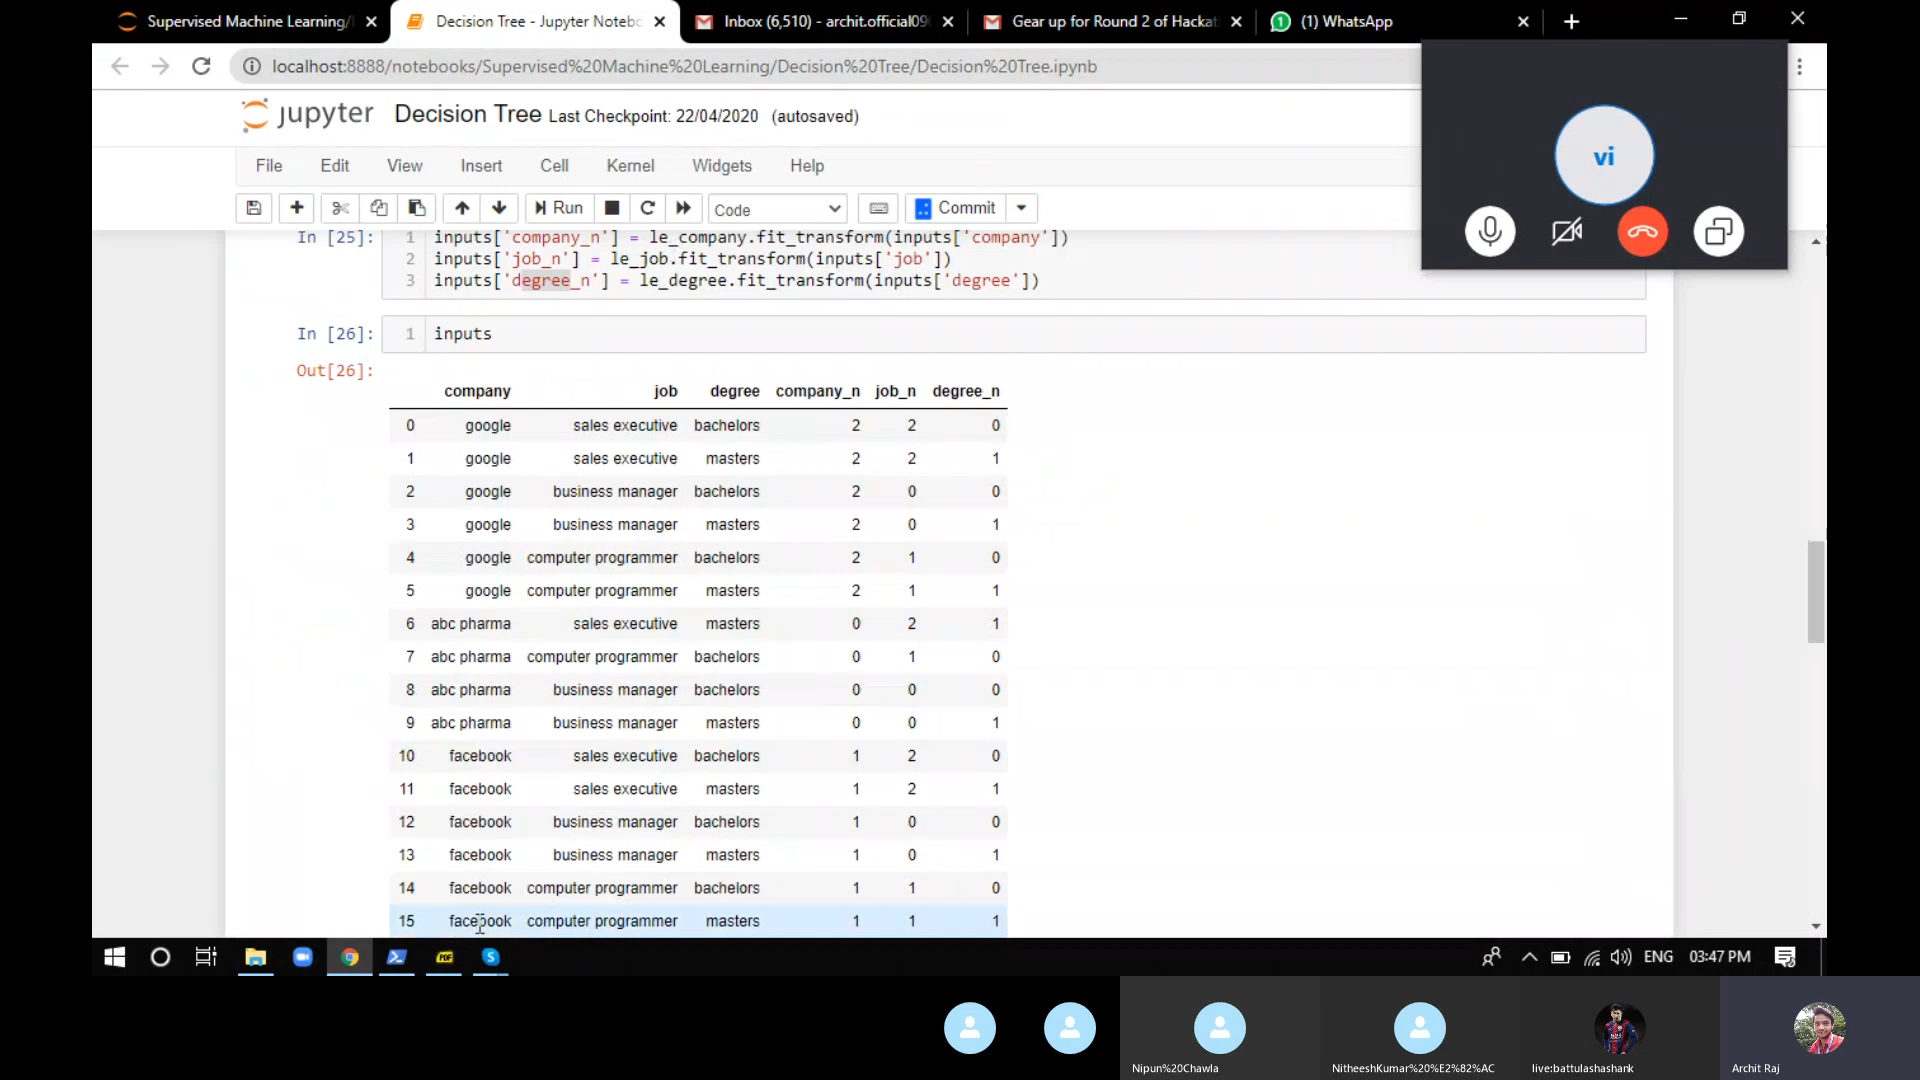 Supervised Machine Learning/
Decision Tree - Jupyter Notebo
Inbox (6,510) - archit.official09
Gear up for Round 2 of Hacka
(1) WhatsApp
localhost:8888/notebooks/Supervised%20Machine%20Learning/Decision%20Tree/Decision%20Tree.ipynb
jupyter Decision Tree Last Checkpoint: 22/04/2020 (autosaved)
vi
File Edit View Insert Cell Kernel Widgets Help
Run Code Commit
In [25]: 1 inputs['company_n'] = le_company.fit_transform(inputs['company'])
2 inputs['job_n'] = le_job.fit_transform(inputs['job'])
3 inputs['degree_n'] = le_degree.fit_transform(inputs['degree'])
In [26]: 1 inputs
Out[26]:
company job degree company_n job_n degree_n
0 google sales executive bachelors 2 2 0
1 google sales executive masters 2 2 1
2 google business manager bachelors 2 0 0
3 google business manager masters 2 0 1
4 google computer programmer bachelors 2 1 0
5 google computer programmer masters 2 1 1
6 abc pharma sales executive masters 0 2 1
7 abc pharma computer programmer bachelors 0 1 0
8 abc pharma business manager bachelors 0 0 0
9 abc pharma business manager masters 0 0 1
10 facebook sales executive bachelors 1 2 0
11 facebook sales executive masters 1 2 1
12 facebook business manager bachelors 1 0 0
13 facebook business manager masters 1 0 1
14 facebook computer programmer bachelors 1 1 0
15 facebook computer programmer masters 1 1 1
PDF
ENG 03:47 PM
Nipun%20Chawla
NitheeshKumar%20%E2%82%AC
live:battulashashank
Archit Raj